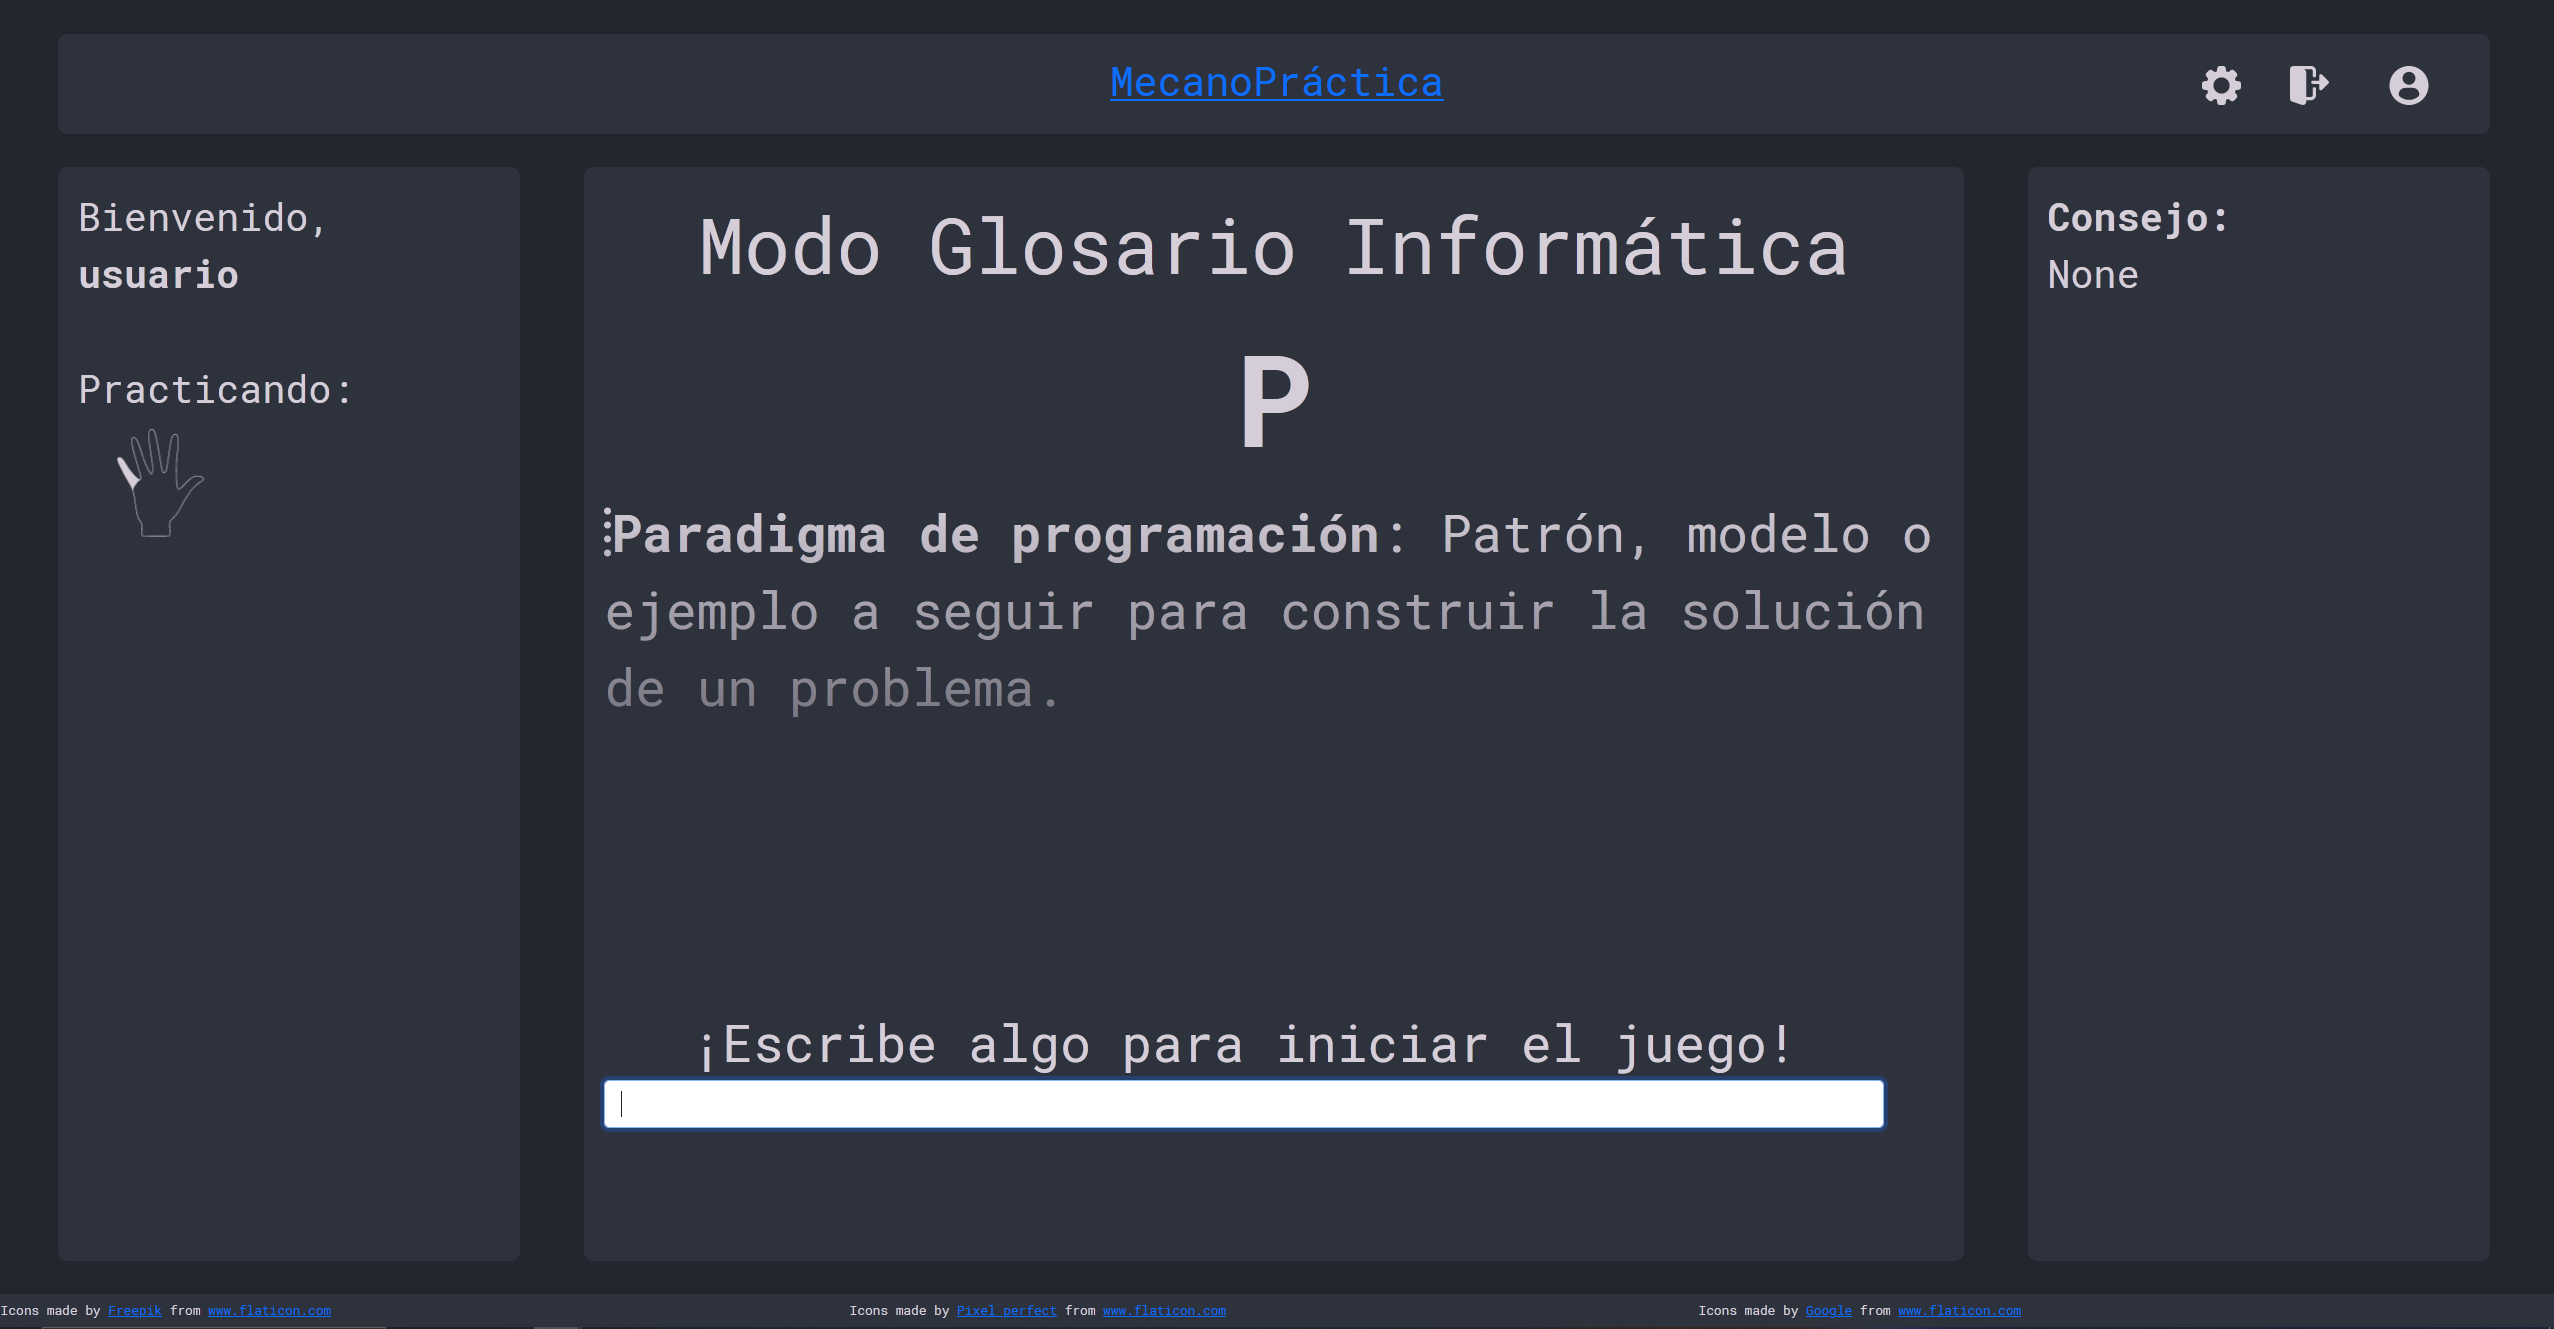 MecanoPráctica
Bienvenido,
usuario
Practicando:
Modo Glosario Informática
P
Paradigma de programación: Patrón, modelo o
ejemplo a seguir para construir la solución
de un problema.
¡Escribe algo para iniciar el juego!
Consejo:
None
Icons made by Freepik from www.flaticon.com
Icons made by Pixel perfect from www.flaticon.com
Icons made by Google from www.flaticon.com